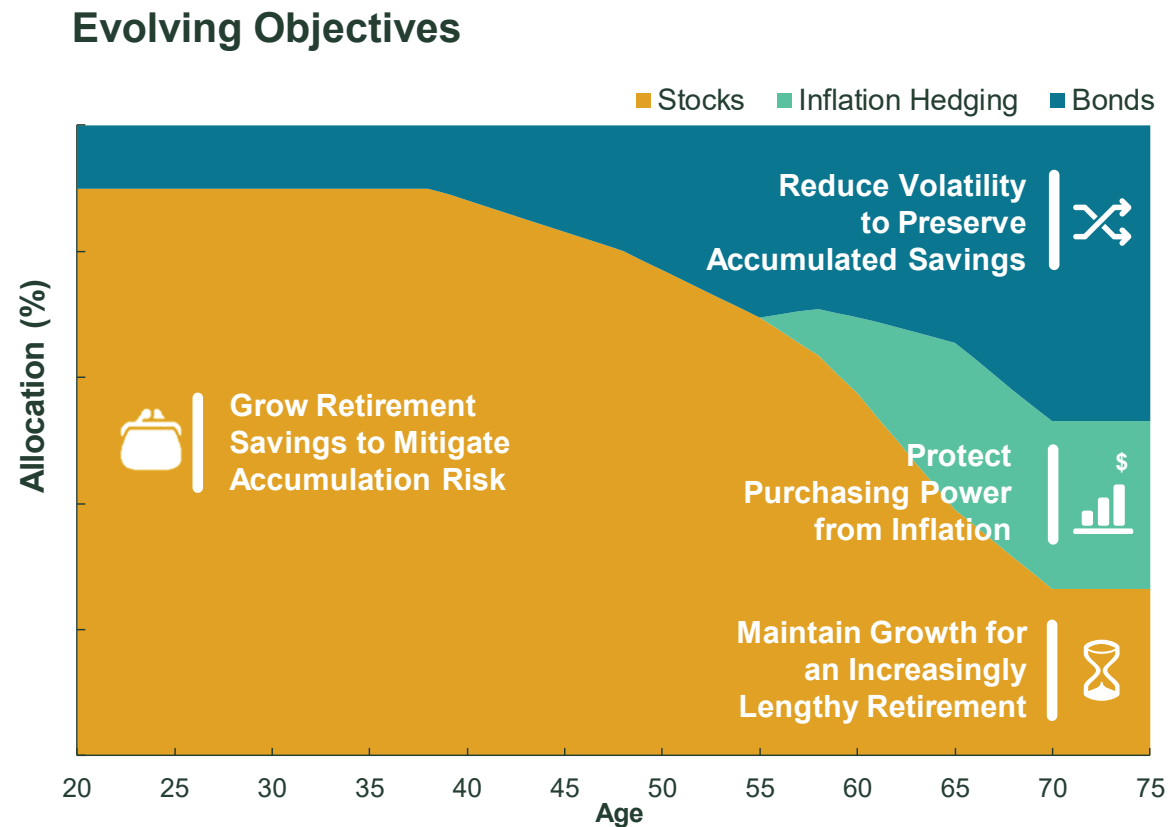 Evolving Objectives
Stocks Inflation Hedging Bonds
Reduce Volatility
to Preserve
Accumulated Savings
Allocation (%)
Grow Retirement
Savings to Mitigate
Accumulation Risk
$
Protect
Purchasing Power
from Inflation
Maintain Growth for
an Increasingly
Lengthy Retirement
20 25 30 35 40 45 50 55 60 65 70 75
Age